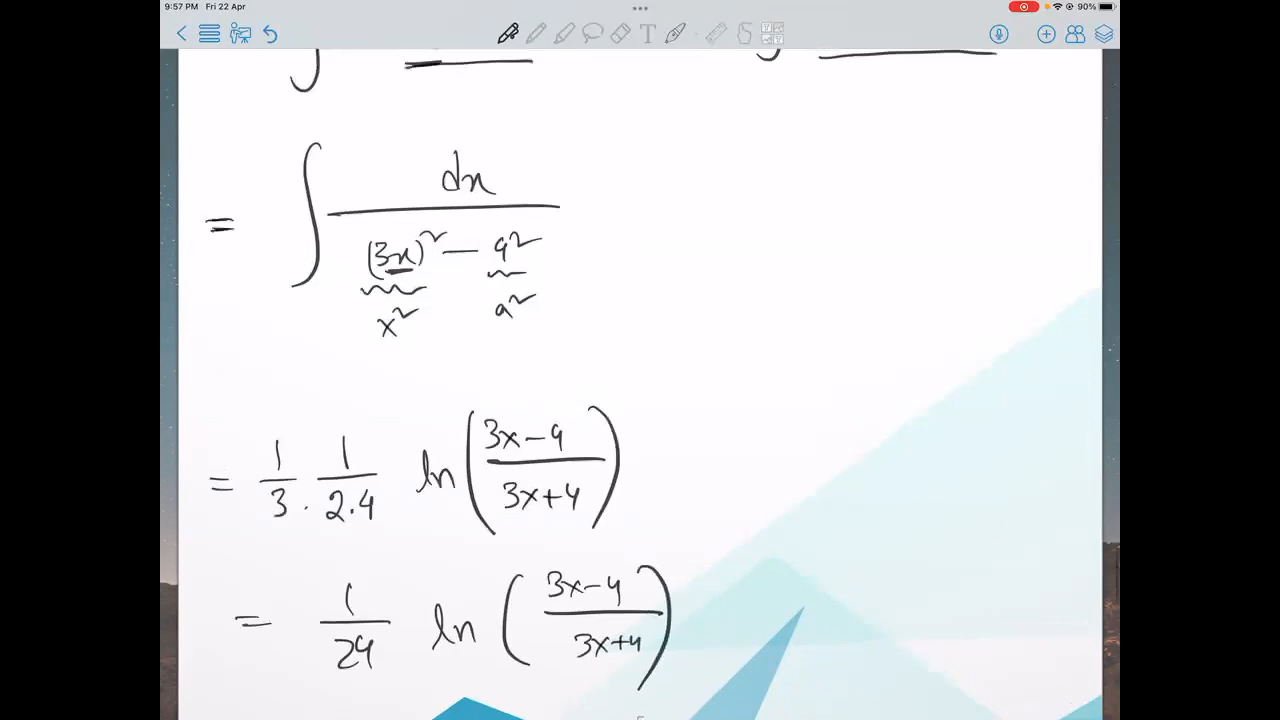 9:57 PM Fri 22 Apr
90%
= ∫ dx / ((3x)² − 4²)
x² a²
= 1/3 · 1/2·4 ln((3x−4)/(3x+4))
= 1/24 ln((3x−4)/(3x+4))